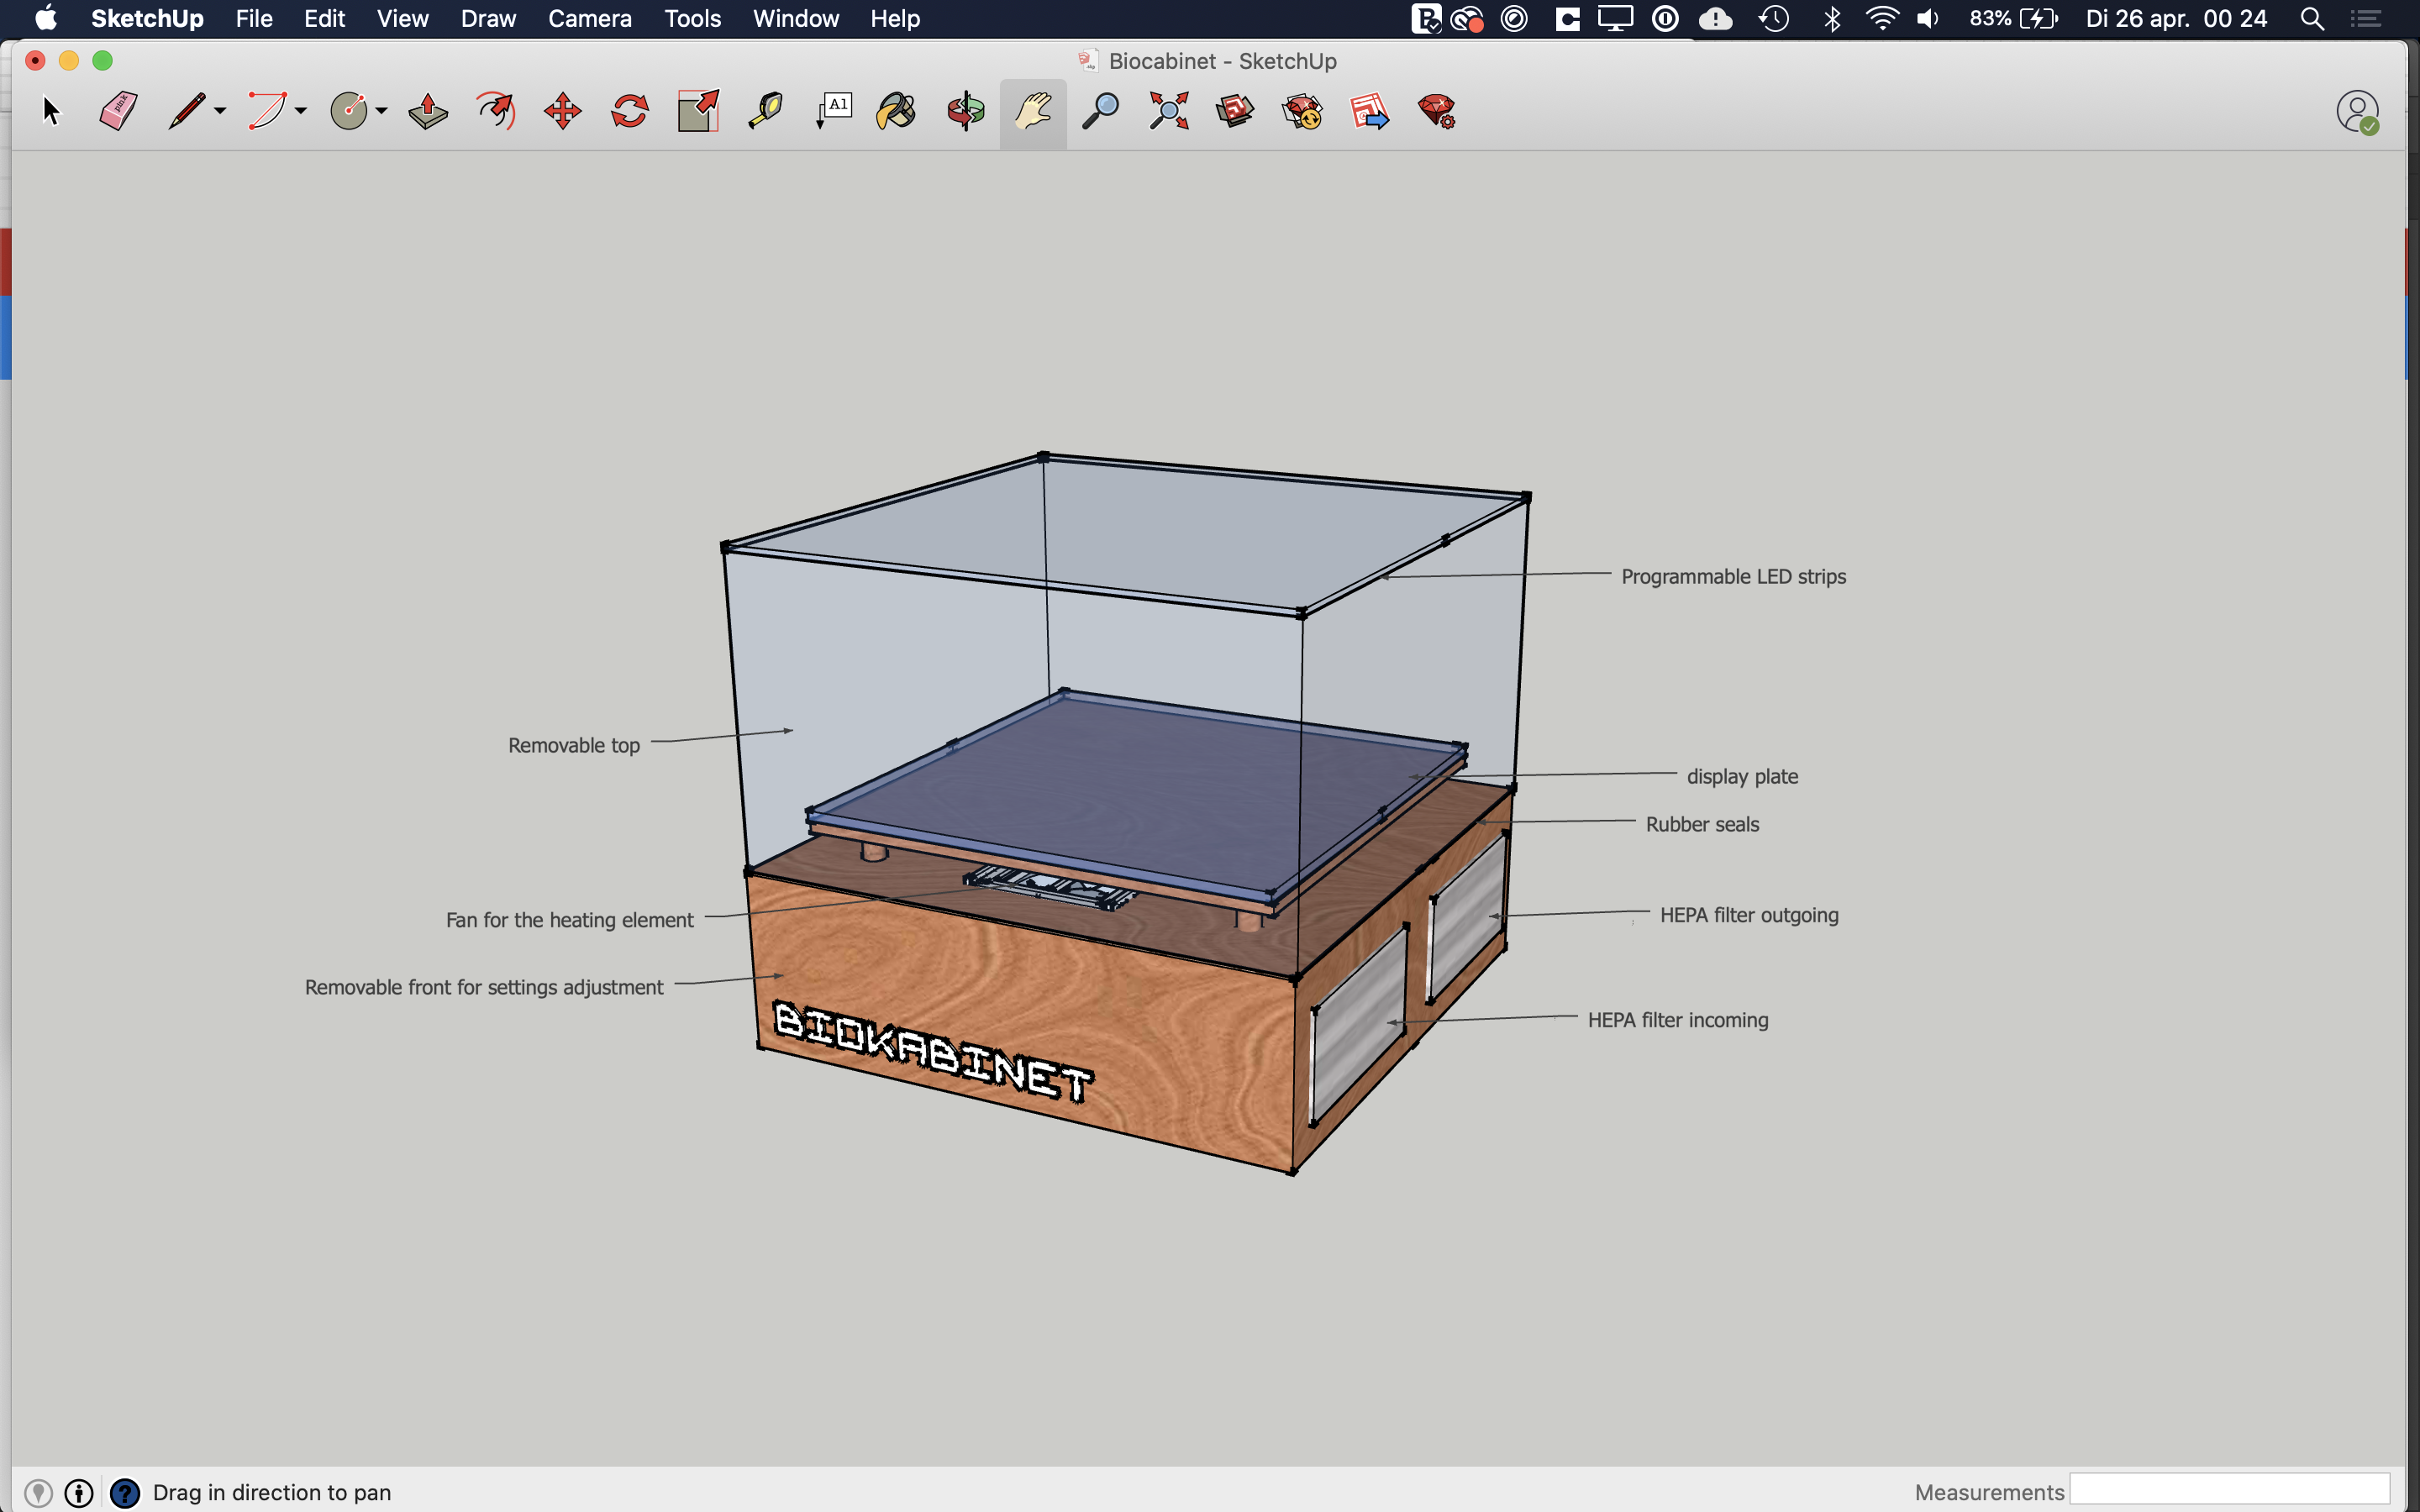 SketchUp File Edit View Draw Camera Tools Window Help 83% Di 26 apr. 00 24
Biocabinet - SketchUp
pink
A1
Programmable LED strips
Removable top
display plate
Rubber seals
HEPA filter outgoing
Fan for the heating element
Removable front for settings adjustment
HEPA filter incoming
BIOKABINET
Drag in direction to pan
Measurements